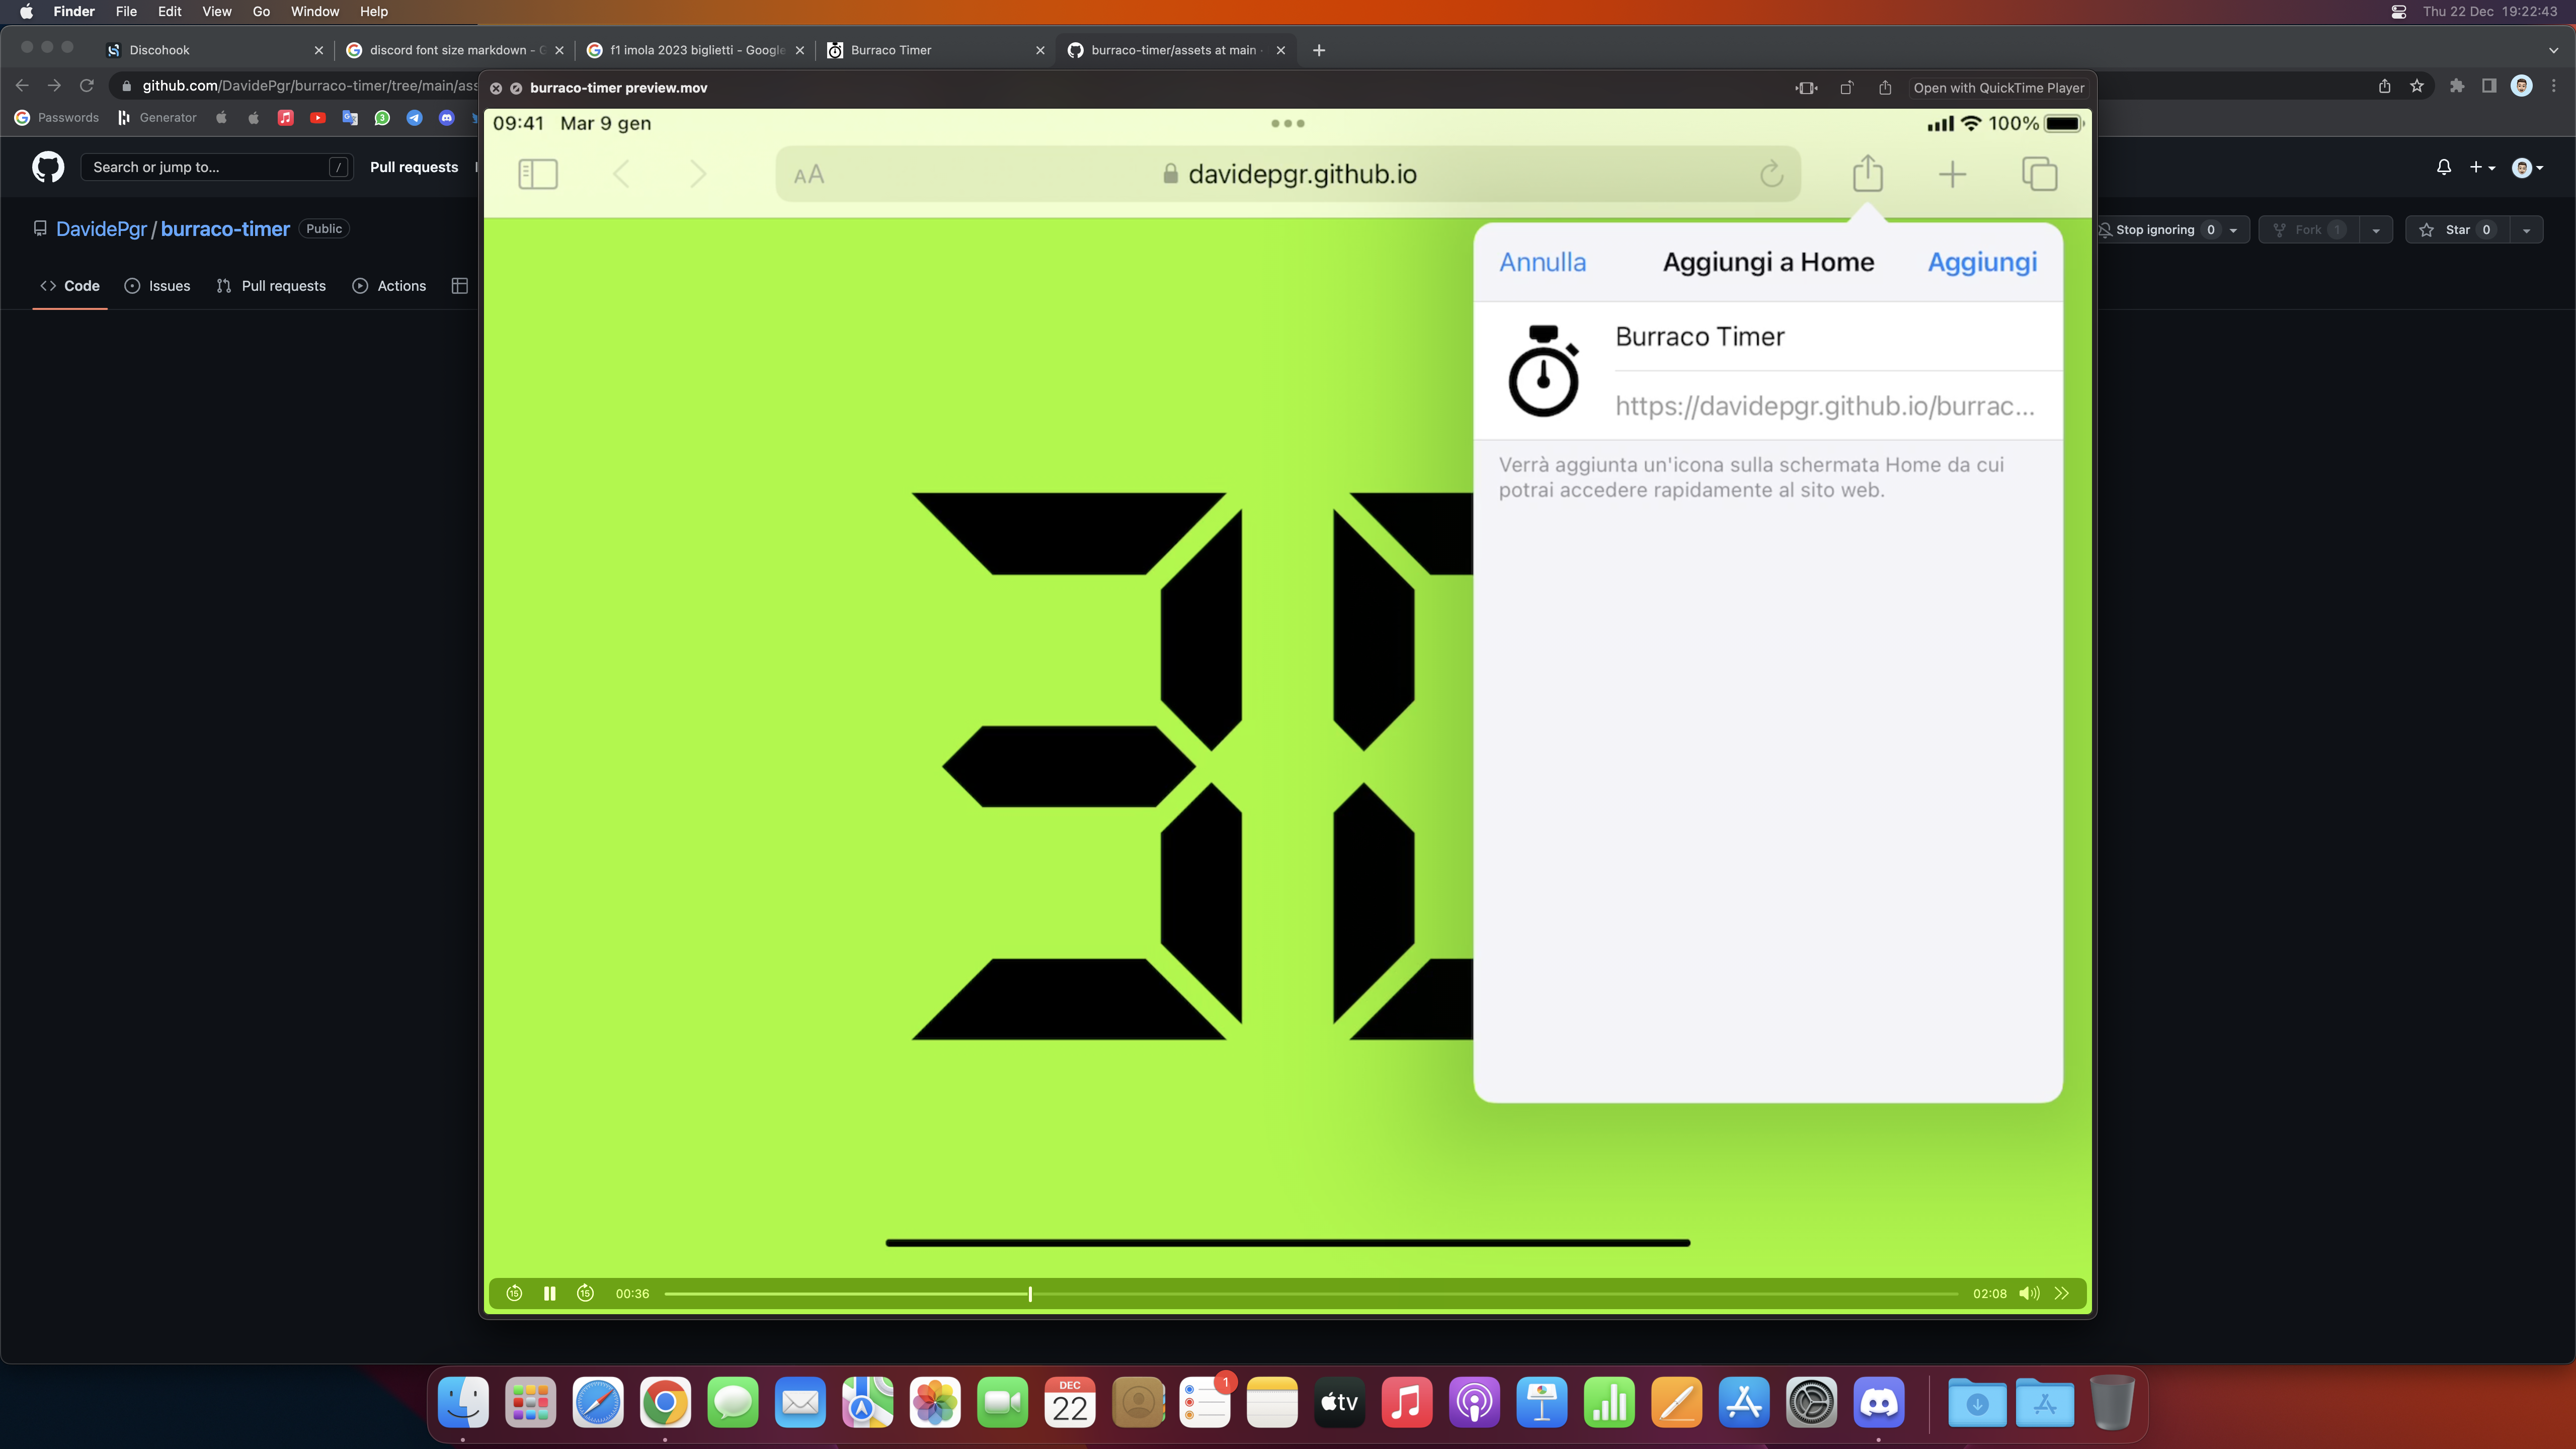 Finder File Edit View Go Window Help
Thu 22 Dec 19:22:43
Discohook
discord font size markdown - G
f1 imola 2023 biglietti - Google
Burraco Timer
burraco-timer/assets at main
github.com/DavidePgr/burraco-timer/tree/main/ass
Passwords
Generator
3
burraco-timer preview.mov
Open with QuickTime Player
09:41 Mar 9 gen
100%
AA
davidepgr.github.io
Search or jump to...
/
Pull requests
DavidePgr / burraco-timer
Public
Stop ignoring 0
Fork 1
Star 0
Code
Issues
Pull requests
Actions
Annulla
Aggiungi a Home
Aggiungi
Burraco Timer
https://davidepgr.github.io/burrac...
Verrà aggiunta un'icona sulla schermata Home da cui
potrai accedere rapidamente al sito web.
15
15
00:36
02:08
DEC
22
1
tv